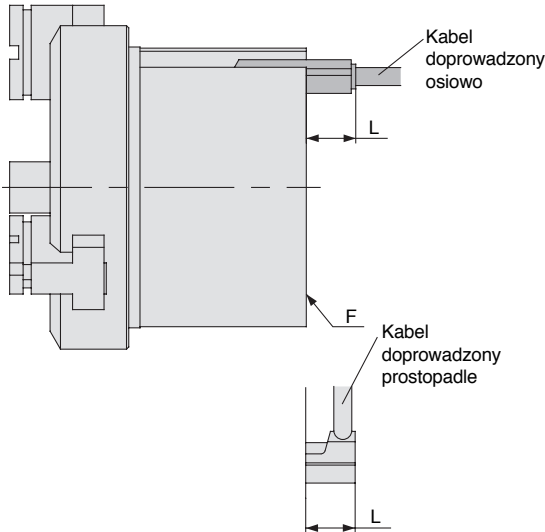 Kabel
doprowadzony
osiowo
L
F
Kabel
doprowadzony
prostopadle
L